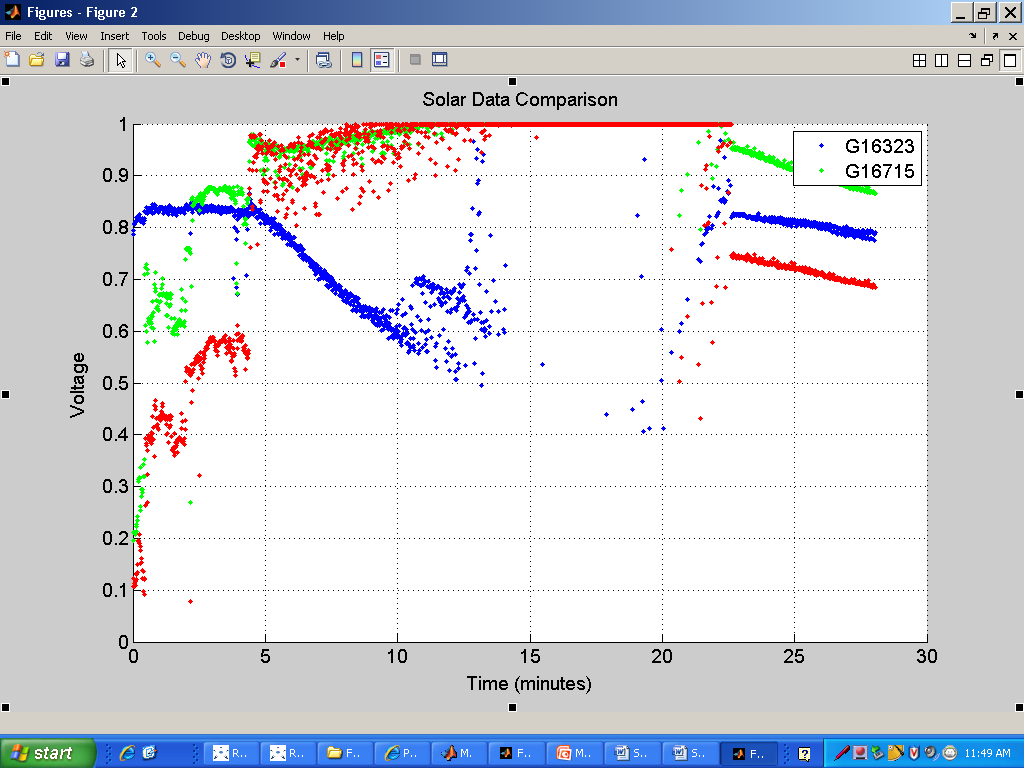 Figures - Figure 2
File Edit View Insert Tools Debug Desktop Window Help
Solar Data Comparison
G16323
G16715
1
0.9
0.8
0.7
0.6
0.5
0.4
0.3
0.2
0.1
0
Voltage
0 5 10 15 20 25 30
Time (minutes)
start R.. R.. F.. P.. M. F.. M.. S.. S.. F.. 11:49 AM